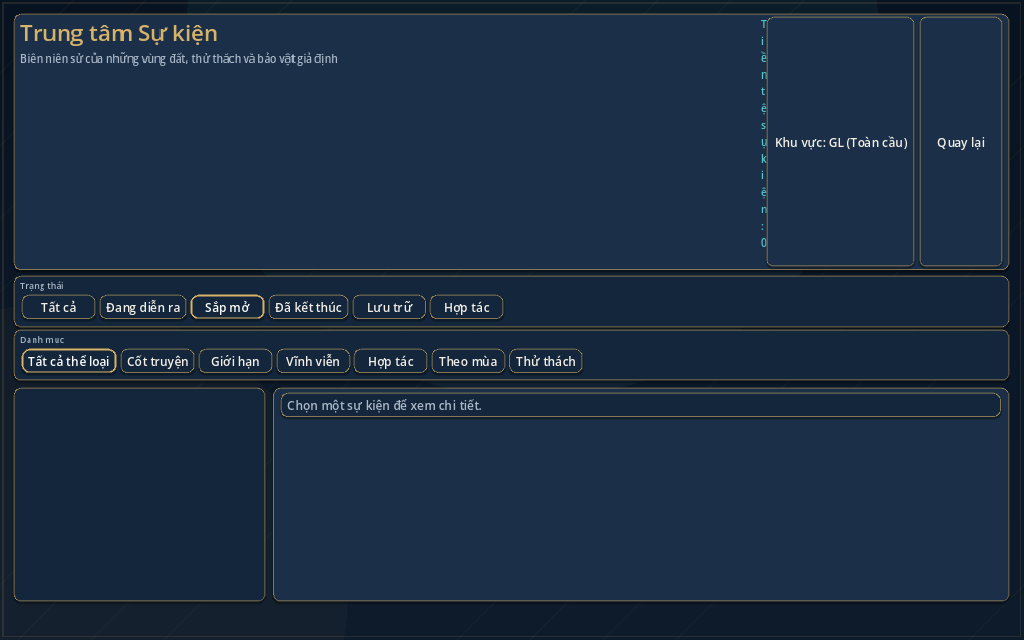 Trung tâm Sự kiện
Biên niên sử của những vùng đất, thử thách và bảo vật giả định
Tiền tệ sự kiện: 0
Khu vực: GL (Toàn cầu)
Quay lại
Trạng thái
Tất cả
Đang diễn ra
Sắp mở
Đã kết thúc
Lưu trữ
Hợp tác
Danh mục
Tất cả thể loại
Cốt truyện
Giới hạn
Vĩnh viễn
Hợp tác
Theo mùa
Thử thách
Chọn một sự kiện để xem chi tiết.